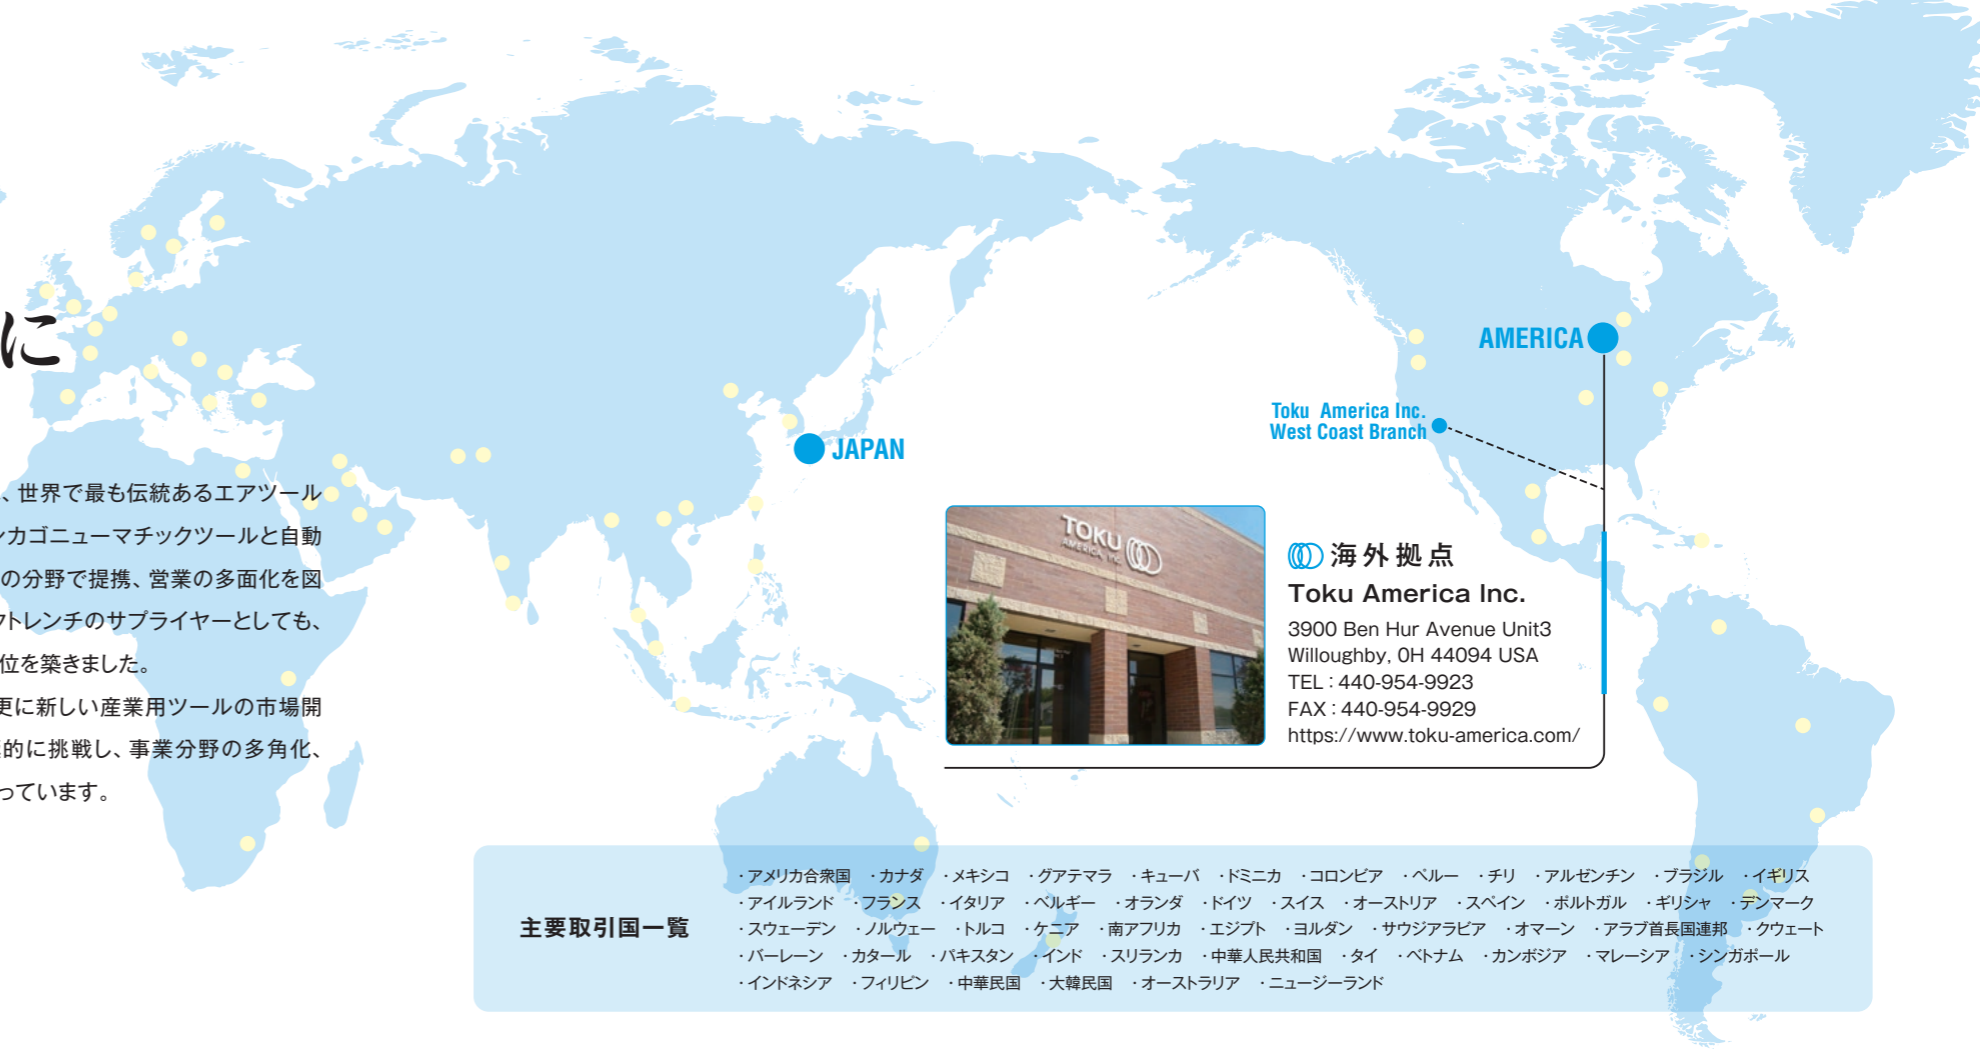 に
、世界で最も伝統あるエアツール
カゴニューマチックツールと自動
の分野で提携、営業の多面化を図
トレンチのサプライヤーとしても、
位を築きました。
更に新しい産業用ツールの市場開
的に挑戦し、事業分野の多角化、
っています。
JAPAN
AMERICA
Toku America Inc.
West Coast Branch
TOKU
AMERICA, INC.
海外拠点
Toku America Inc.
3900 Ben Hur Avenue Unit3
Willoughby, OH 44094 USA
TEL : 440-954-9923
FAX : 440-954-9929
https://www.toku-america.com/
主要取引国一覧
・アメリカ合衆国 ・カナダ ・メキシコ ・グアテマラ ・キューバ ・ドミニカ ・コロンビア ・ペルー ・チリ ・アルゼンチン ・ブラジル ・イギリス
・アイルランド ・フランス ・イタリア ・ベルギー ・オランダ ・ドイツ ・スイス ・オーストリア ・スペイン ・ポルトガル ・ギリシャ ・デンマーク
・スウェーデン ・ノルウェー ・トルコ ・ケニア ・南アフリカ ・エジプト ・ヨルダン ・サウジアラビア ・オマーン ・アラブ首長国連邦 ・クウェート
・バーレーン ・カタール ・パキスタン ・インド ・スリランカ ・中華人民共和国 ・タイ ・ベトナム ・カンボジア ・マレーシア ・シンガポール
・インドネシア ・フィリピン ・中華民国 ・大韓民国 ・オーストラリア ・ニュージーランド